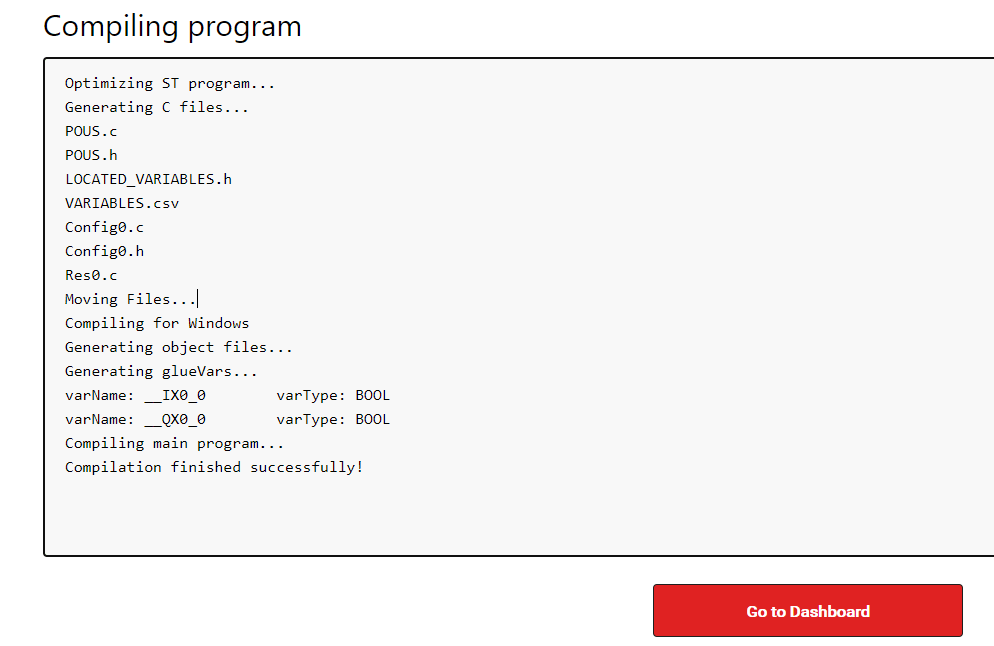 Compiling program
Optimizing ST program...
Generating C files...
POUS.c
POUS.h
LOCATED_VARIABLES.h
VARIABLES.csv
Config0.c
Config0.h
Res0.c
Moving Files...
Compiling for Windows
Generating object files...
Generating glueVars...
varName: __IX0_0        varType: BOOL
varName: __QX0_0        varType: BOOL
Compiling main program...
Compilation finished successfully!
Go to Dashboard